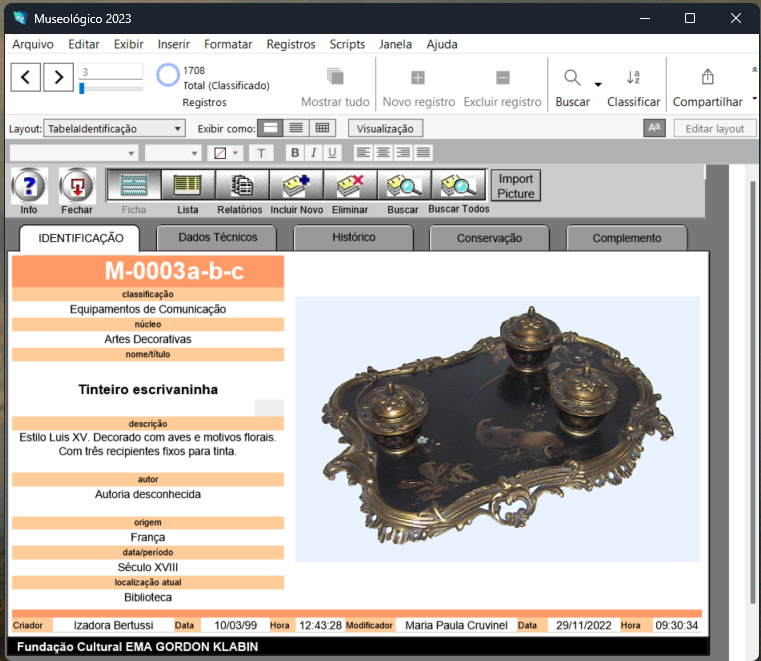 Museológico 2023
Arquivo Editar Exibir Inserir Formatar Registros Scripts Janela Ajuda
3
1708
Total (Classificado)
Registros
Mostrar tudo Novo registro Excluir registro Buscar Classificar Compartilhar
Layout: TabelaIdentificação Exibir como: Visualização Aª Editar layout
T B I U
Info Fechar Ficha Lista Relatórios Incluir Novo Eliminar Buscar Buscar Todos
Import
Picture
IDENTIFICAÇÃO Dados Técnicos Histórico Conservação Complemento
M-0003a-b-c
classificação
Equipamentos de Comunicação
núcleo
Artes Decorativas
nome/título
Tinteiro escrivaninha
descrição
Estilo Luis XV. Decorado com aves e motivos florais.
Com três recipientes fixos para tinta.
autor
Autoria desconhecida
origem
França
data/período
Século XVIII
localização atual
Biblioteca
Criador Izadora Bertussi Data 10/03/99 Hora 12:43:28 Modificador Maria Paula Cruvinel Data 29/11/2022 Hora 09:30:34
Fundação Cultural EMA GORDON KLABIN